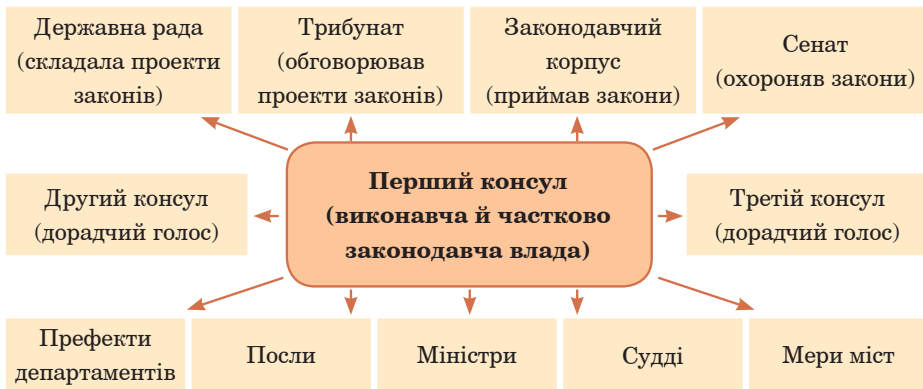 Державна рада
(складала проекти
законів)
Трибунат
(обговорював
проекти законів)
Законодавчий
корпус
(приймав закони)
Сенат
(охороняв закони)
Другий консул
(дорадчий голос)
Перший консул
(виконавча й частково
законодавча влада)
Третій консул
(дорадчий голос)
Префекти
департаментів
Посли
Міністри
Судді
Мери міст